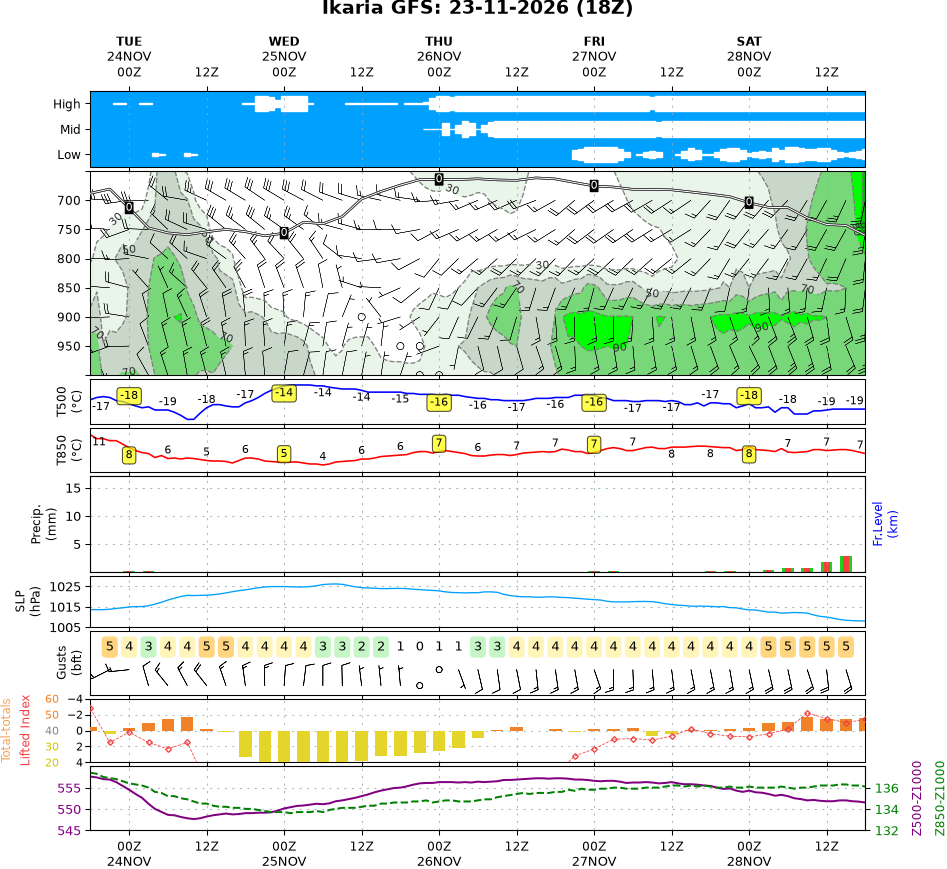 Ikaria GFS: 23-11-2026 (18Z)
TUE WED THU FRI SAT
24NOV 25NOV 26NOV 27NOV 28NOV
00Z 12Z 00Z 12Z 00Z 12Z 00Z 12Z 00Z 12Z
High
Mid
Low
700
750
800
850
900
950
0 0 0 0 0
30 30 30 50 50 70 70 70 70 90 90
T500
(°C)
-17 -18 -19 -18 -17 -14 -14 -14 -15 -16 -16 -17 -16 -16 -17 -17 -17 -18 -18 -19 -19
T850
(°C)
11 8 6 5 6 5 4 6 6 7 6 7 7 7 7 8 8 8 7 7 7
Precip.
(mm)
15
10
5
Fr.Level
(km)
SLP
(hPa)
1025
1015
1005
Gusts
(bft)
5 4 3 4 4 5 5 4 4 4 4 3 3 2 2 1 0 1 1 3 3 4 4 4 4 4 4 4 4 4 4 4 4 4 5 5 5 5 5
Total-totals
Lifted Index
60 -4
50 -2
40 0
30 2
20 4
555
550
545
136
134
132
Z500-Z1000
Z850-Z1000
00Z 12Z 00Z 12Z 00Z 12Z 00Z 12Z 00Z 12Z
24NOV 25NOV 26NOV 27NOV 28NOV